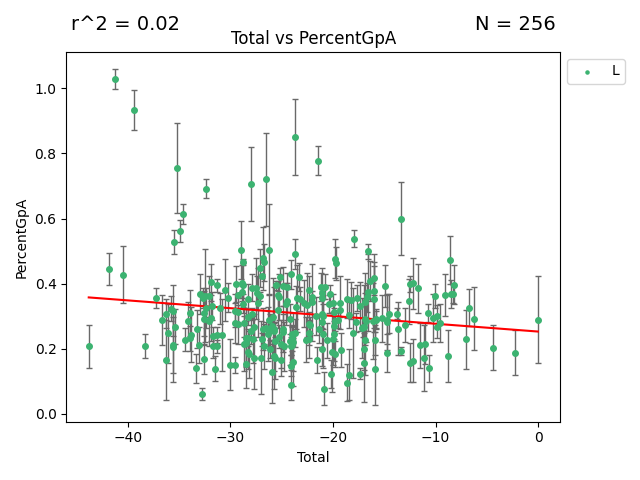 r^2 = 0.02
N = 256
Total vs PercentGpA
L
1.0
0.8
0.6
0.4
0.2
0.0
PercentGpA
−40
−30
−20
−10
0
Total